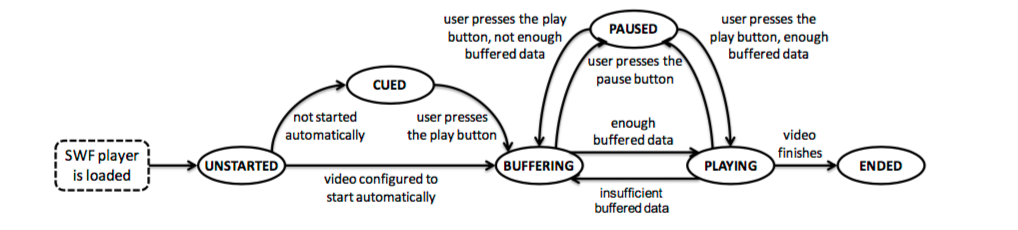 user presses the play
button, not enough
buffered data
PAUSED
user presses the
play button, enough
buffered data
user presses the
pause button
CUED
not started
automatically
user presses
the play button
enough
buffered data
video
finishes
SWF player
is loaded
UNSTARTED
BUFFERING
PLAYING
ENDED
video configured to
start automatically
insufficient
buffered data